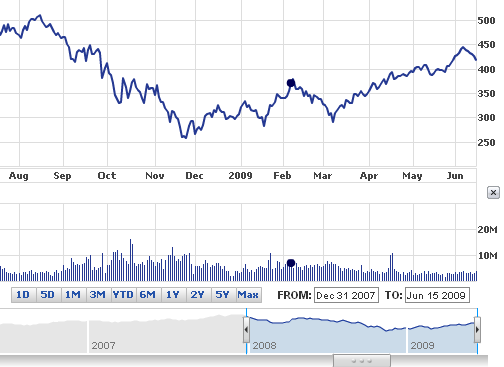 500
450
400
350
300
250
Aug Sep Oct Nov Dec 2009 Feb Mar Apr May Jun
20M
10M
1D 5D 1M 3M YTD 6M 1Y 2Y 5Y Max FROM: Dec 31 2007 TO: Jun 15 2009
2007 2008 2009